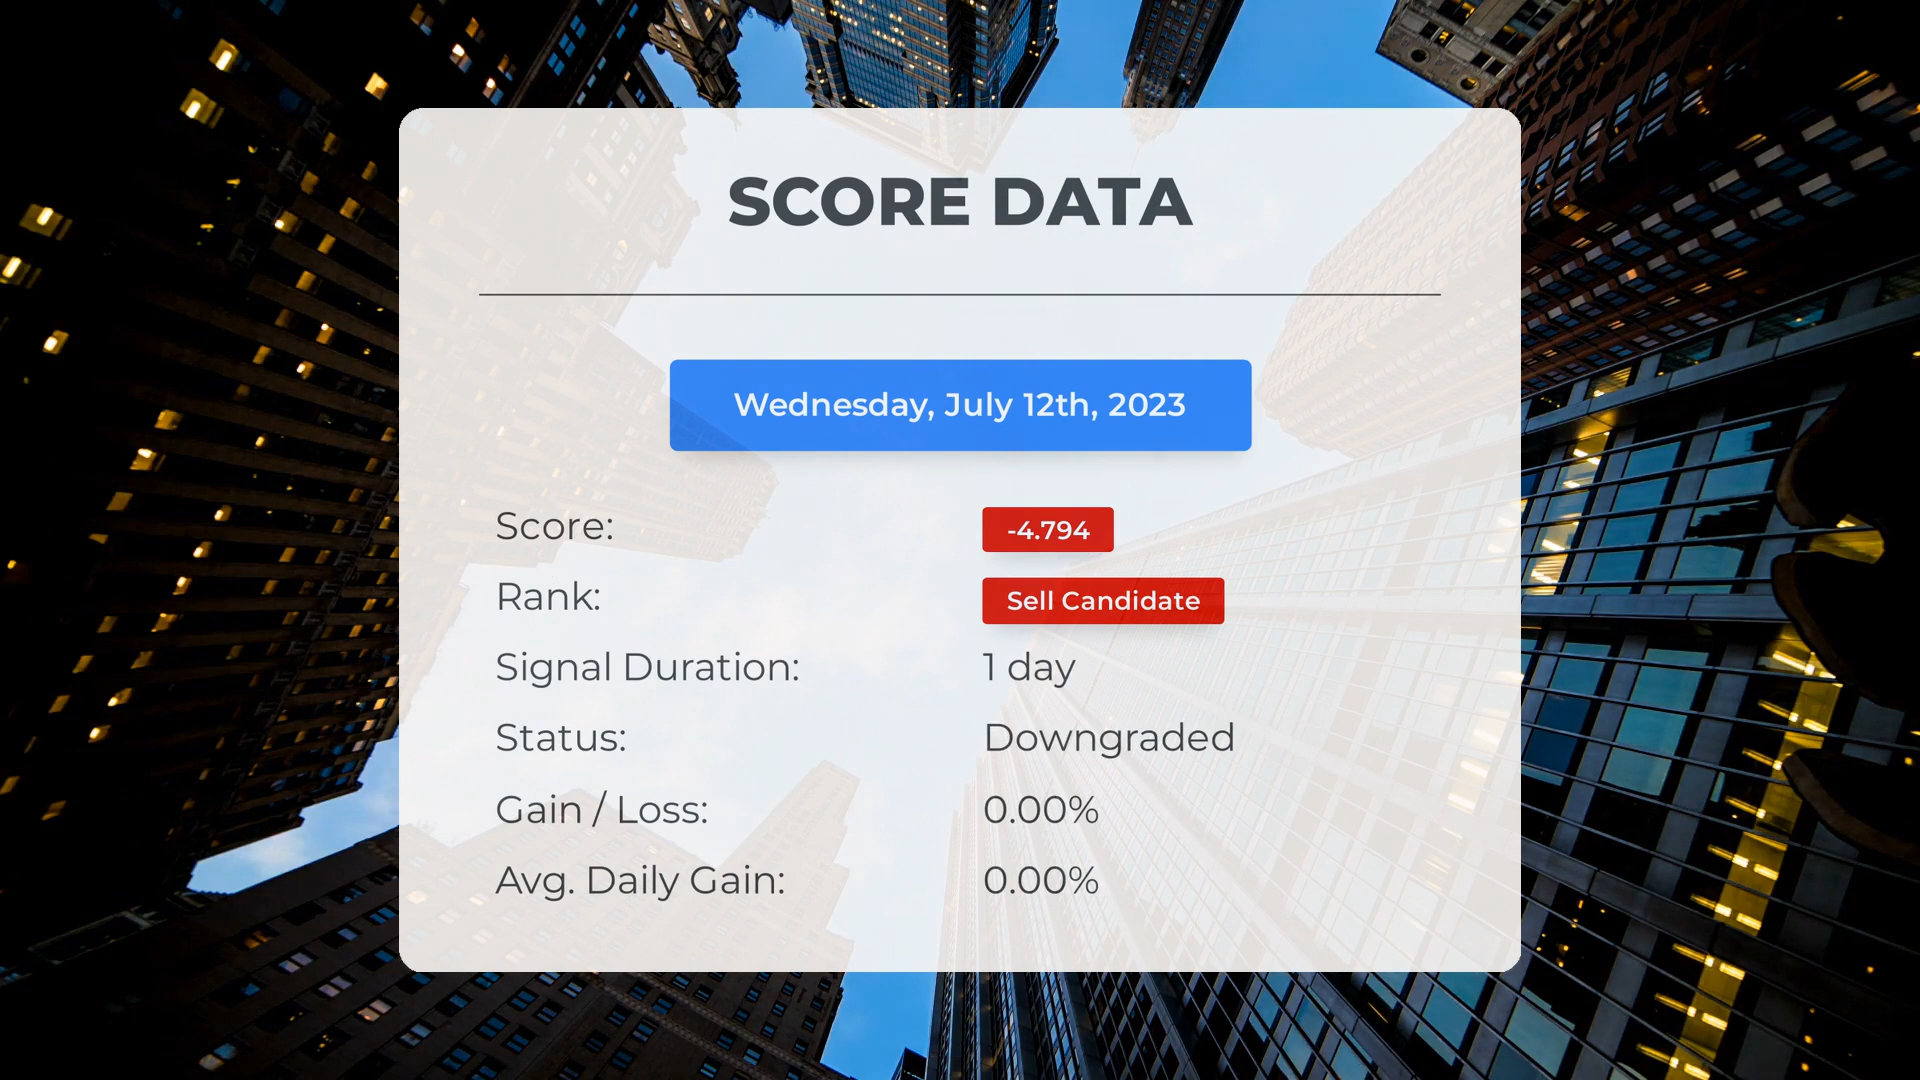 SCORE DATA
Wednesday, July 12th, 2023
Score: -4.794
Rank: Sell Candidate
Signal Duration: 1 day
Status: Downgraded
Gain / Loss: 0.00%
Avg. Daily Gain: 0.00%